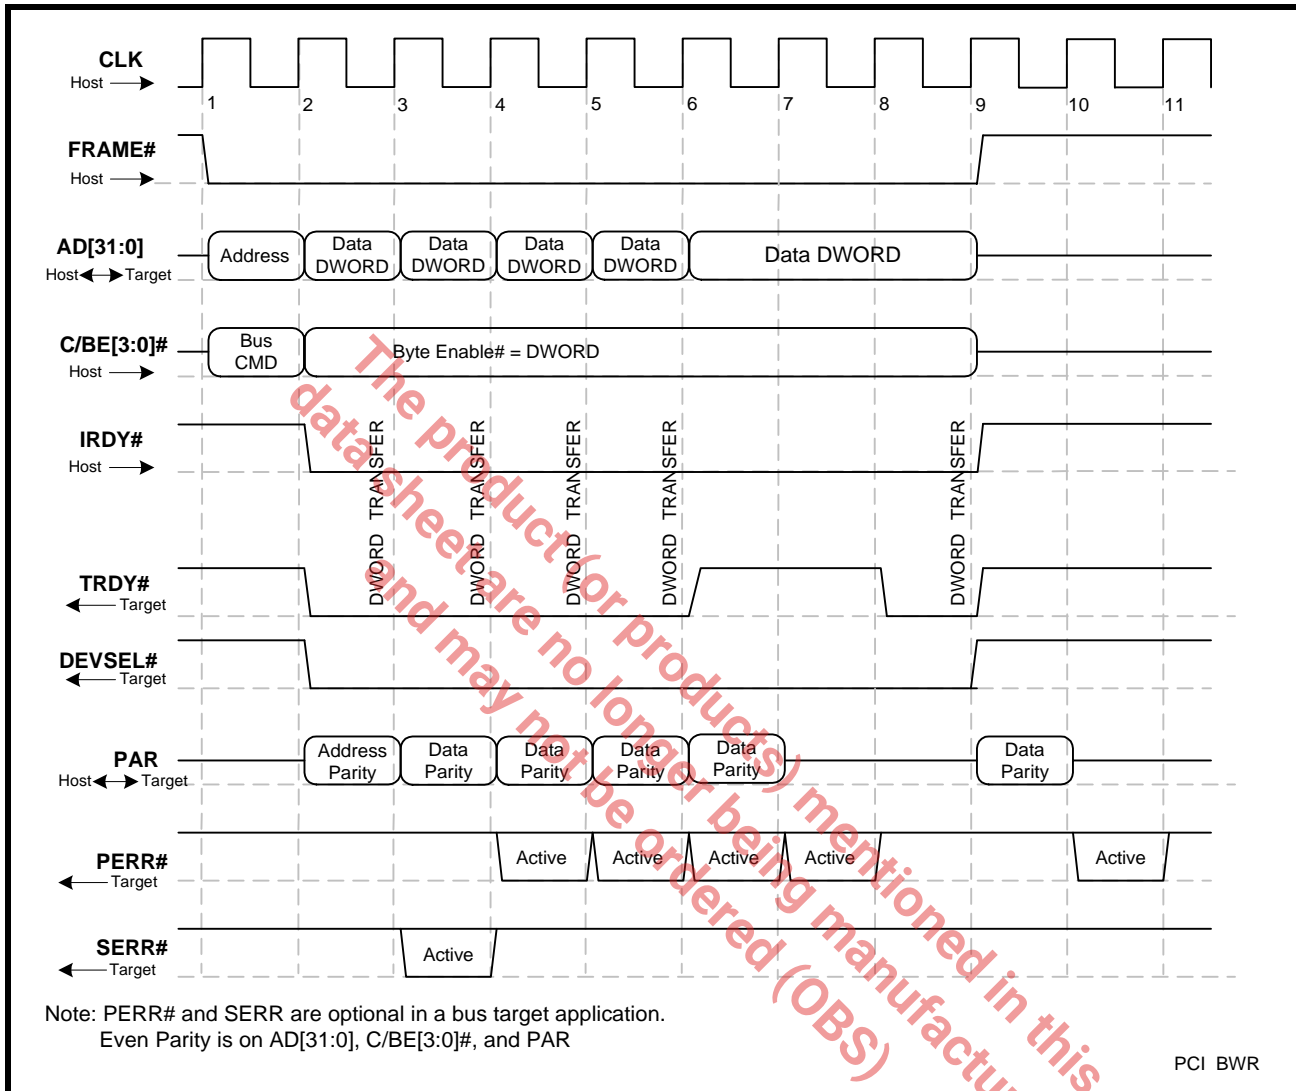 CLK
Host
1 2 3 4 5 6 7 8 9 10 11
FRAME#
Host
AD[31:0]
Host Target
Address
Data DWORD
Data DWORD
Data DWORD
Data DWORD
Data DWORD
C/BE[3:0]#
Host
Bus CMD
Byte Enable# = DWORD
IRDY#
Host
DWORD TRANSFER
DWORD TRANSFER
DWORD TRANSFER
DWORD TRANSFER
DWORD TRANSFER
TRDY#
Target
DEVSEL#
Target
PAR
Host Target
Address Parity
Data Parity
Data Parity
Data Parity
Data Parity
Data Parity
PERR#
Target
Active
Active
Active
Active
Active
SERR#
Target
Active
Note: PERR# and SERR are optional in a bus target application.
Even Parity is on AD[31:0], C/BE[3:0]#, and PAR
PCI BWR
The product (or products) mentioned in this
data sheet are no longer being manufactur
and may not be ordered (OBS)